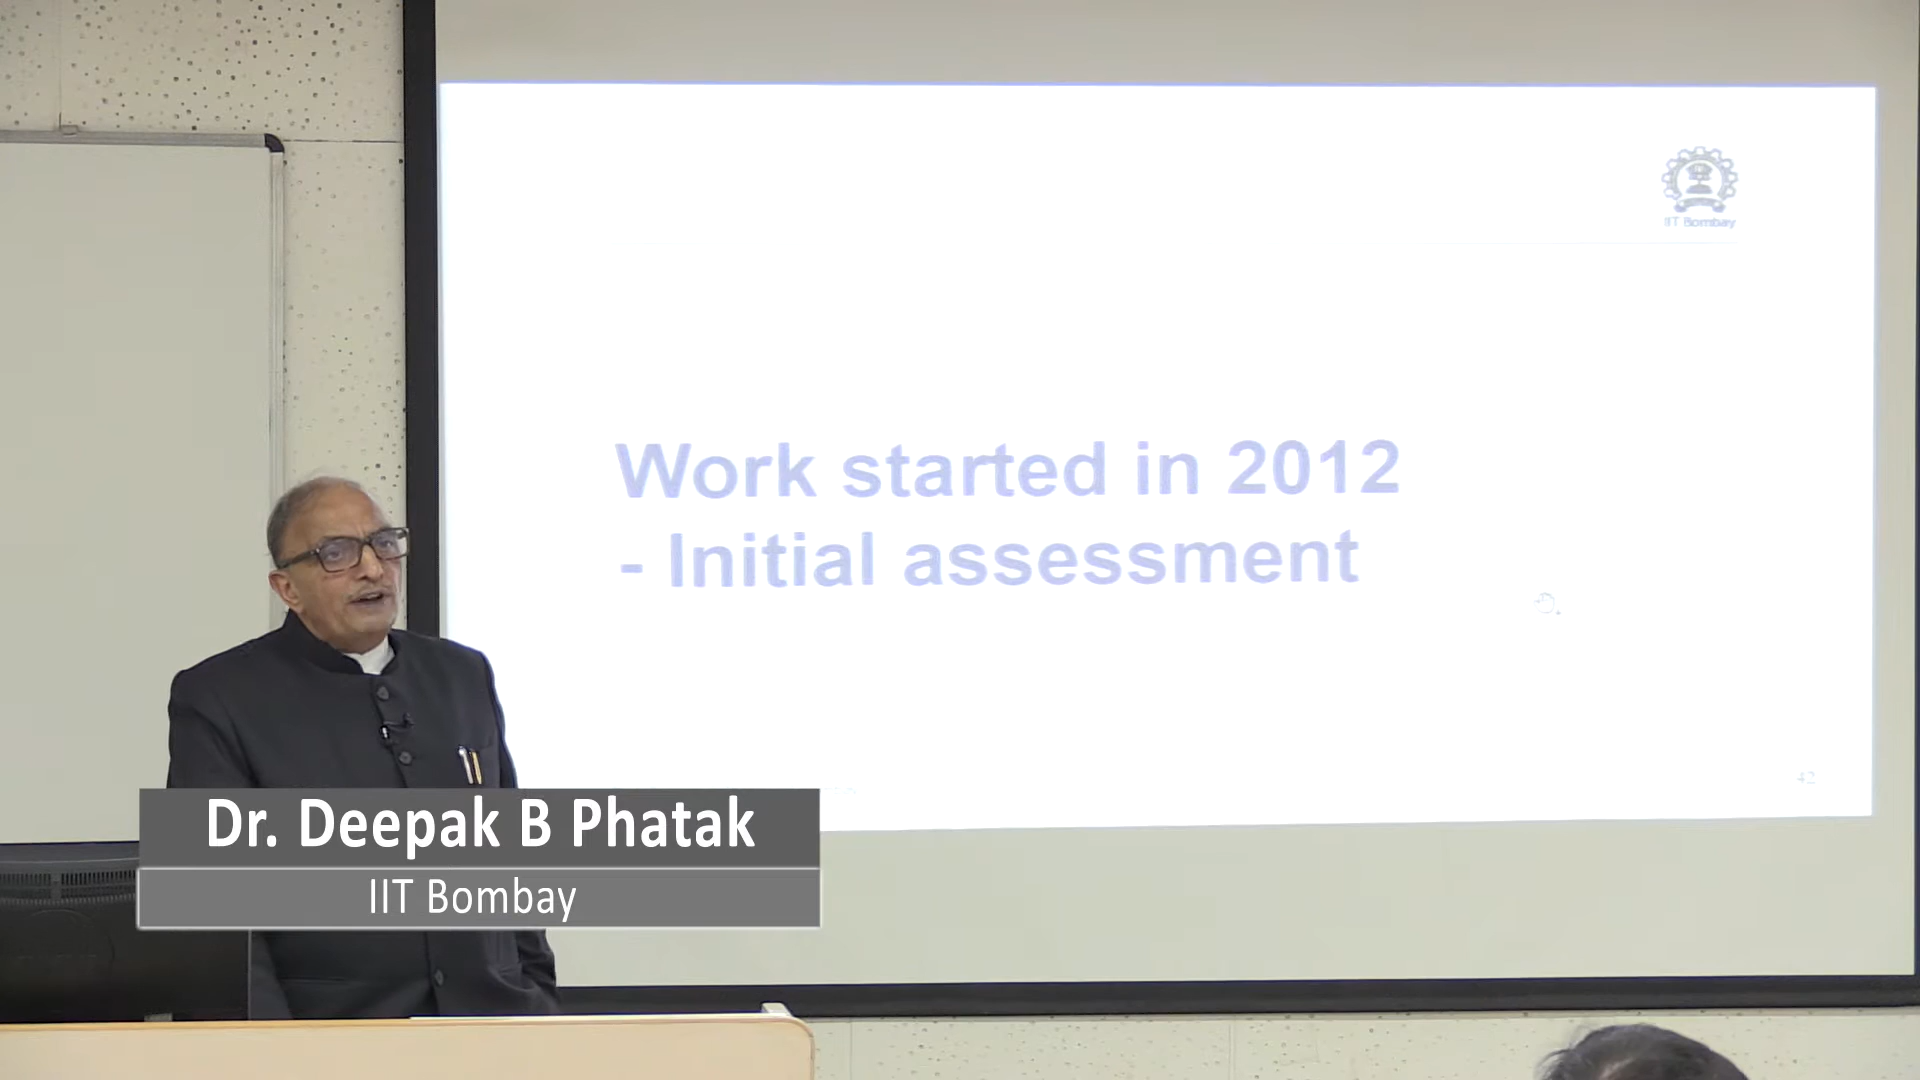 IIT Bombay
Work started in 2012
- Initial assessment
42
Dr. Deepak B Phatak
IIT Bombay